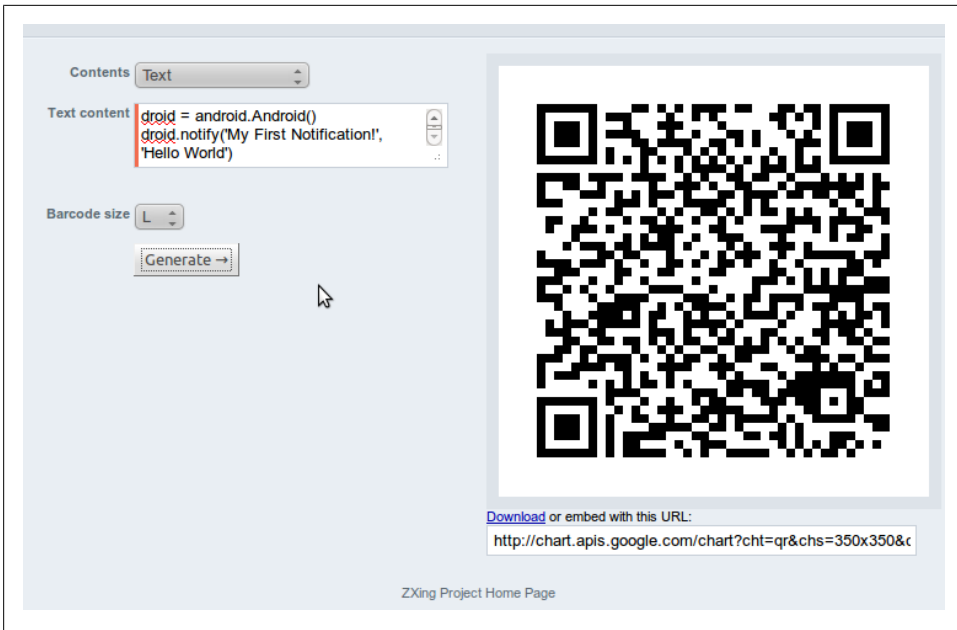 Contents Text
Text content droid = android.Android()
droid.notify('My First Notification!',
'Hello World')
Barcode size L
Generate →
Download or embed with this URL:
http://chart.apis.google.com/chart?cht=qr&chs=350x350&c
ZXing Project Home Page